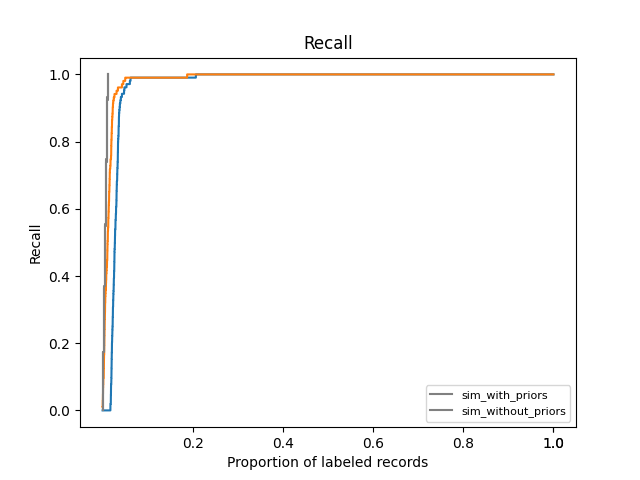 Recall
1.0
0.8
0.6
0.4
0.2
0.0
Recall
0.2 0.4 0.6 0.8 1.0 1.0
Proportion of labeled records
sim_with_priors
sim_without_priors